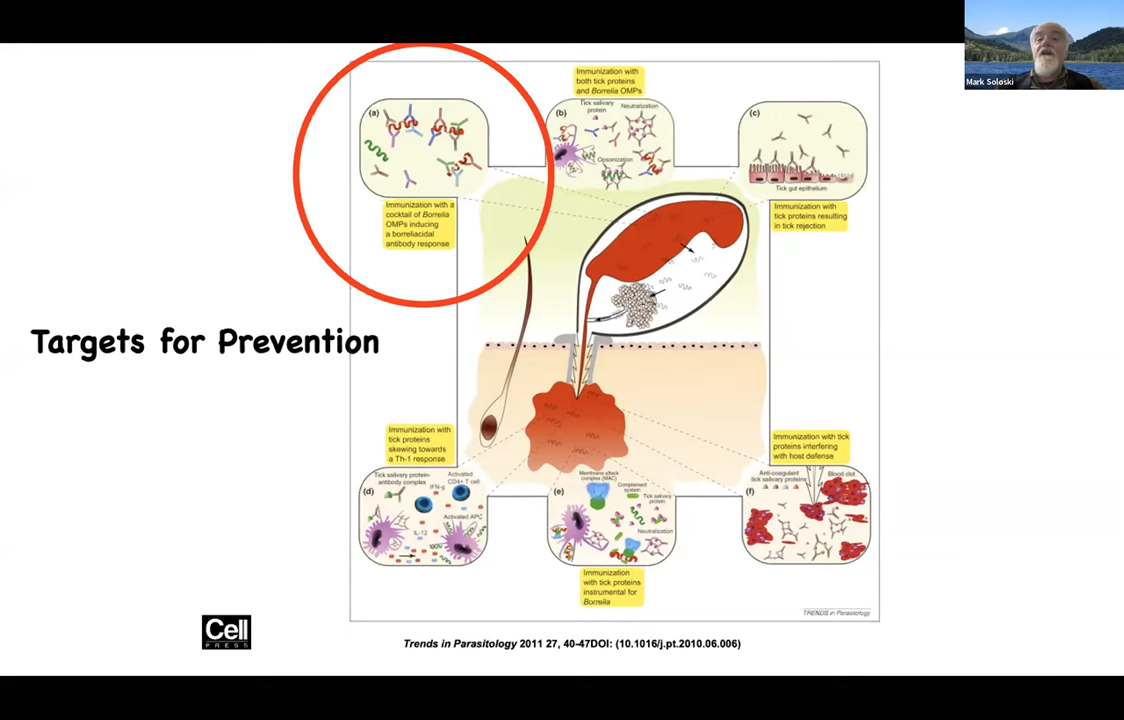 Mark Soloski
Immunization with
both tick proteins
and Borrelia OMPs
(a)
(b)
Tick salivary
protein
Neutralization
Opsonization
(c)
Tick gut epithelium
Immunization with a
cocktail of Borrelia
OMPs inducing
a borreliacidal
antibody response
Immunization with
tick proteins resulting
in tick rejection
Targets for Prevention
Immunization with
tick proteins
skewing towards
a Th-1 response
Immunization with tick
proteins interfering
with host defense
(d)
Tick salivary protein-
antibody complex
IFN-g
Activated
CD4+ T cell
Activated APC
IL-12
(e)
Membrane attack
complex (MAC)
Complement
system
Tick salivary
protein
Neutralization
(f)
Anti-coagulant
tick salivary proteins
Blood clot
Immunization
with tick proteins
instrumental for
Borrelia
TRENDS in Parasitology
Cell
PRESS
Trends in Parasitology 2011 27, 40-47DOI: (10.1016/j.pt.2010.06.006)